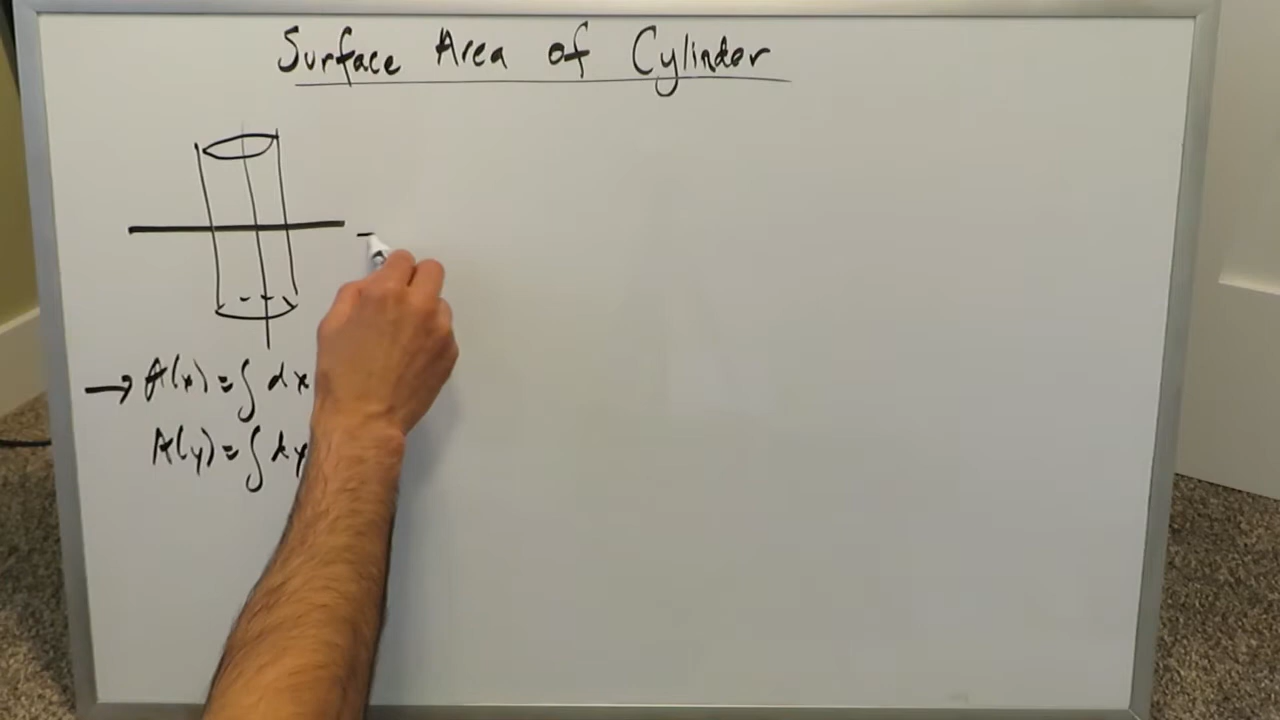 Surface Area of Cylinder
→ A(x) = ∫ dx
A(y) = ∫ dy